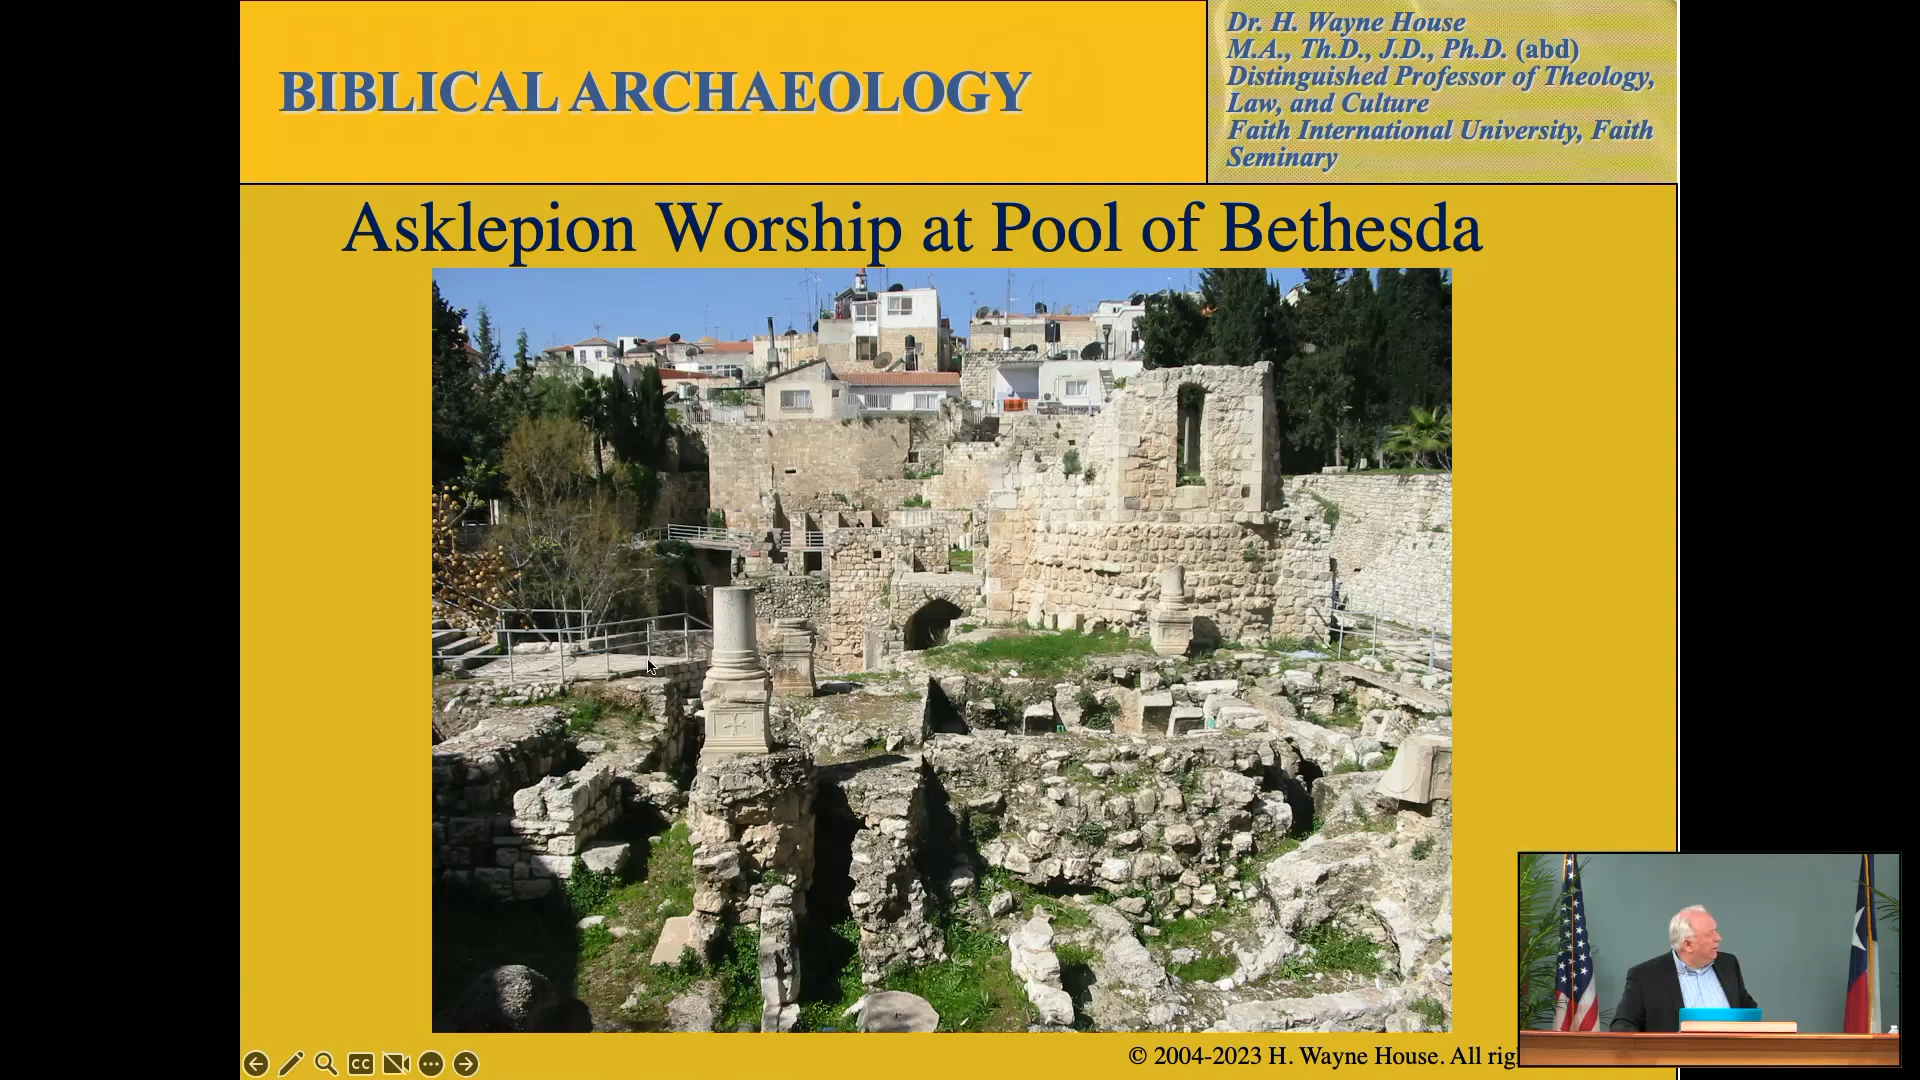 BIBLICAL ARCHAEOLOGY
Dr. H. Wayne House
M.A., Th.D., J.D., Ph.D. (abd)
Distinguished Professor of Theology,
Law, and Culture
Faith International University, Faith
Seminary
Asklepion Worship at Pool of Bethesda
CC
© 2004-2023 H. Wayne House. All rig